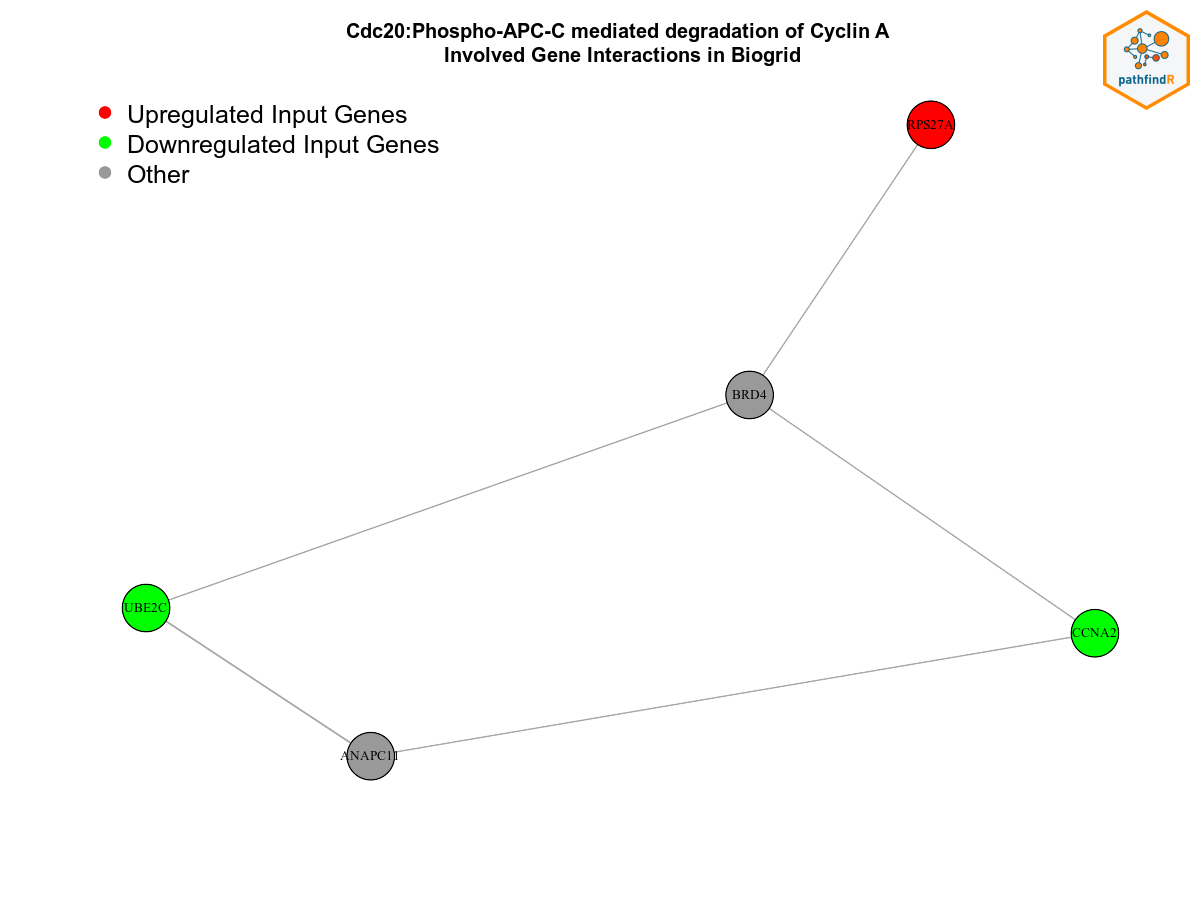 Cdc20:Phospho-APC-C mediated degradation of Cyclin A
Involved Gene Interactions in Biogrid
pathfindR
Upregulated Input Genes
Downregulated Input Genes
Other
RPS27A
BRD4
UBE2C
CCNA2
ANAPC11